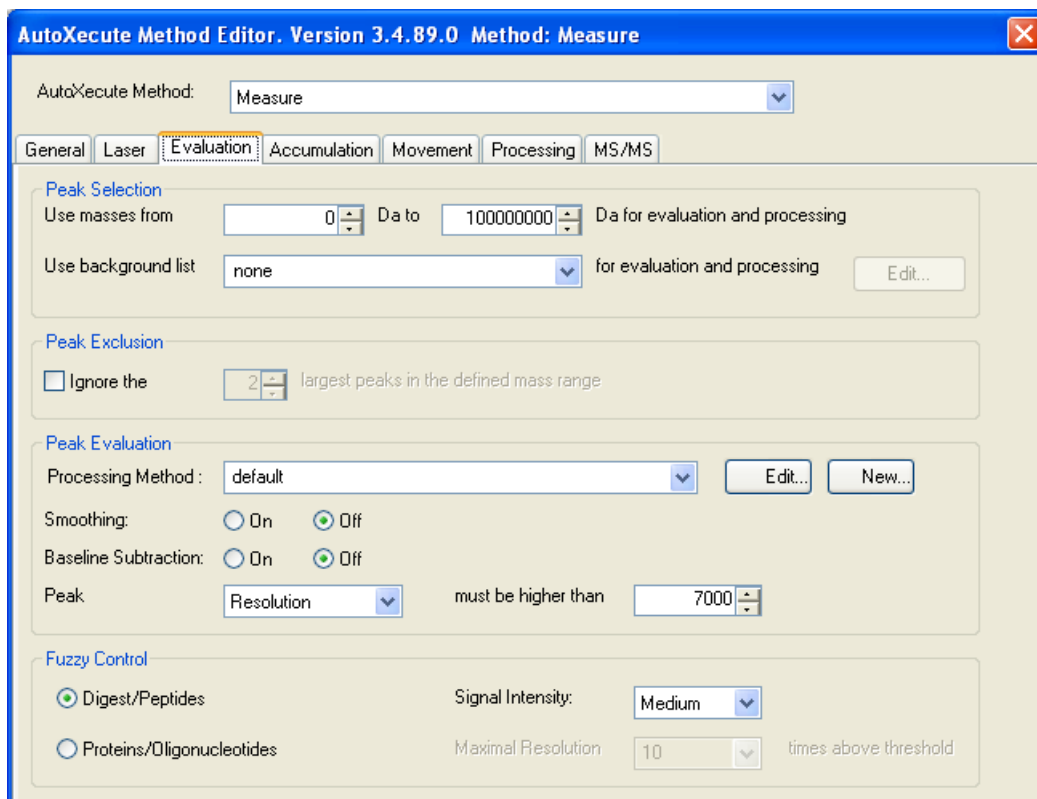 AutoXecute Method Editor. Version 3.4.89.0 Method: Measure
AutoXecute Method: Measure
General Laser Evaluation Accumulation Movement Processing MS/MS
Peak Selection
Use masses from 0 Da to 100000000 Da for evaluation and processing
Use background list none for evaluation and processing Edit...
Peak Exclusion
Ignore the 2 largest peaks in the defined mass range
Peak Evaluation
Processing Method : default Edit... New...
Smoothing: On Off
Baseline Subtraction: On Off
Peak Resolution must be higher than 7000
Fuzzy Control
Digest/Peptides Signal Intensity: Medium
Proteins/Oligonucleotides Maximal Resolution 10 times above threshold